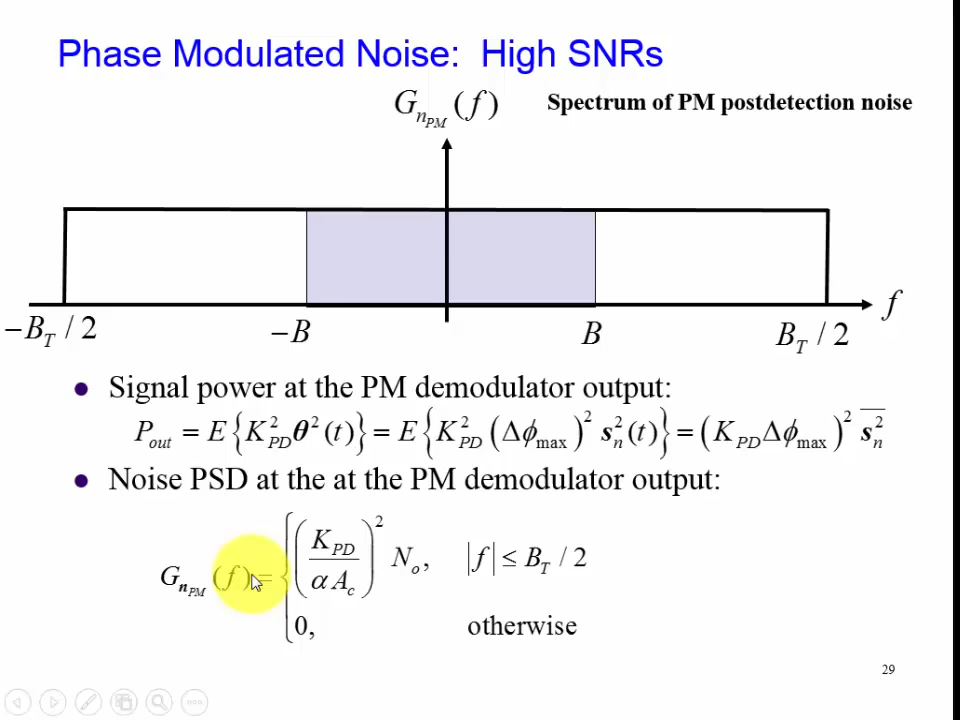 Phase Modulated Noise: High SNRs
G_{n_{PM}}(f)
Spectrum of PM postdetection noise
f
−B_T / 2
−B
B
B_T / 2
● Signal power at the PM demodulator output:
P_{out} = E{K_{PD}^2 θ^2(t)} = E{K_{PD}^2 (Δϕ_{max})^2 s_n^2(t)} = (K_{PD}Δϕ_{max})^2 \overline{s_n^2}
● Noise PSD at the at the PM demodulator output:
G_{n_{PM}}(f) = { (K_{PD} / αA_c)^2 N_o, |f| ≤ B_T / 2
0, otherwise
29